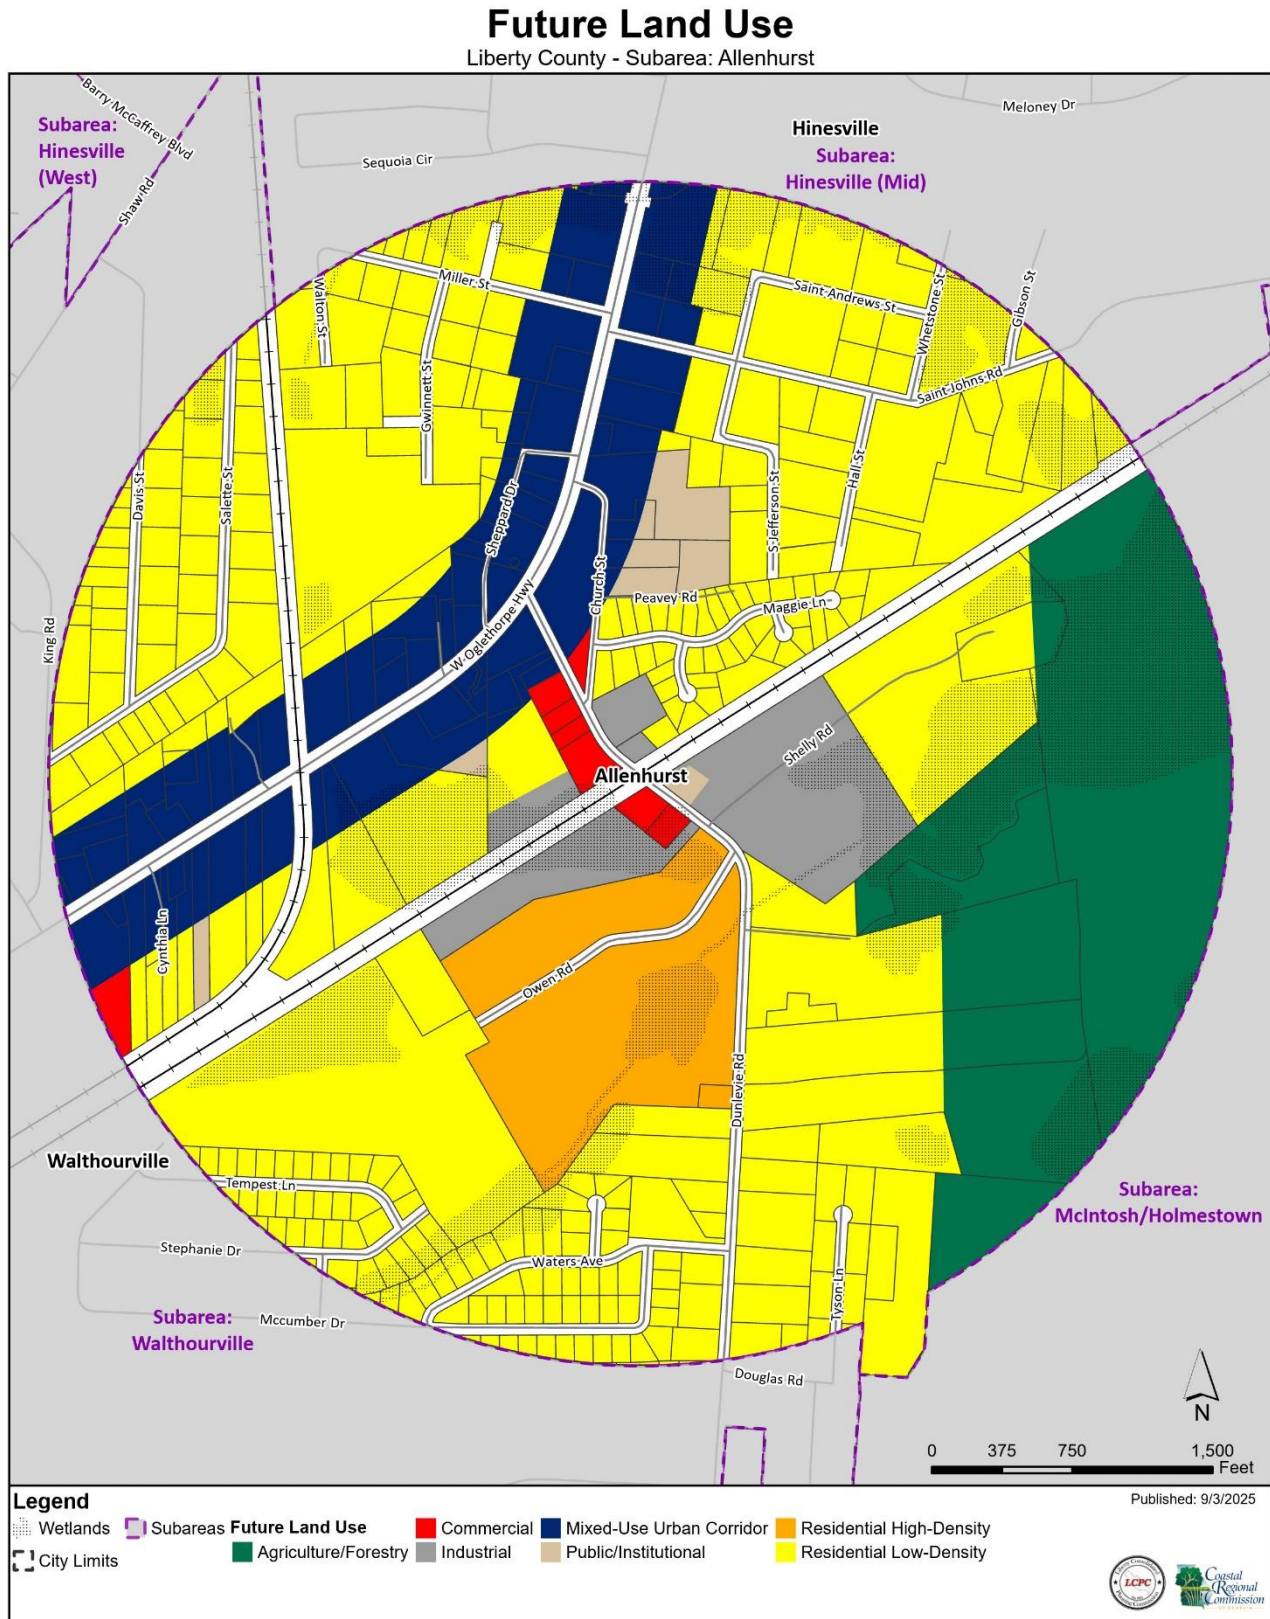 Future Land Use
Liberty County - Subarea: Allenhurst
Barry McCaffrey Blvd
Meloney Dr
Subarea:
Hinesville
(West)
Hinesville
Subarea:
Hinesville (Mid)
Sequoia Cir
Shaw Rd
Miller St
Walton St
Saint Andrews St
Whetstone St
Gibson St
Gwinnett St
Saint Johns Rd
Davis St
Salette St
Sheppard Dr
S Jefferson St
Hall St
Church St
Peavey Rd
Maggie Ln
King Rd
W Oglethorpe Hwy
Shelly Rd
Allenhurst
Cynthia Ln
Owen Rd
Dunlevie Rd
Walthourville
Tempest Ln
Subarea:
McIntosh/Holmestown
Stephanie Dr
Waters Ave
Tyson Ln
Subarea:
Walthourville
Mccumber Dr
Douglas Rd
N
0 375 750 1,500
Feet
Legend
Published: 9/3/2025
Wetlands Subareas Future Land Use Commercial Mixed-Use Urban Corridor Residential High-Density
City Limits Agriculture/Forestry Industrial Public/Institutional Residential Low-Density
LCPC
Coastal
Regional
Commission